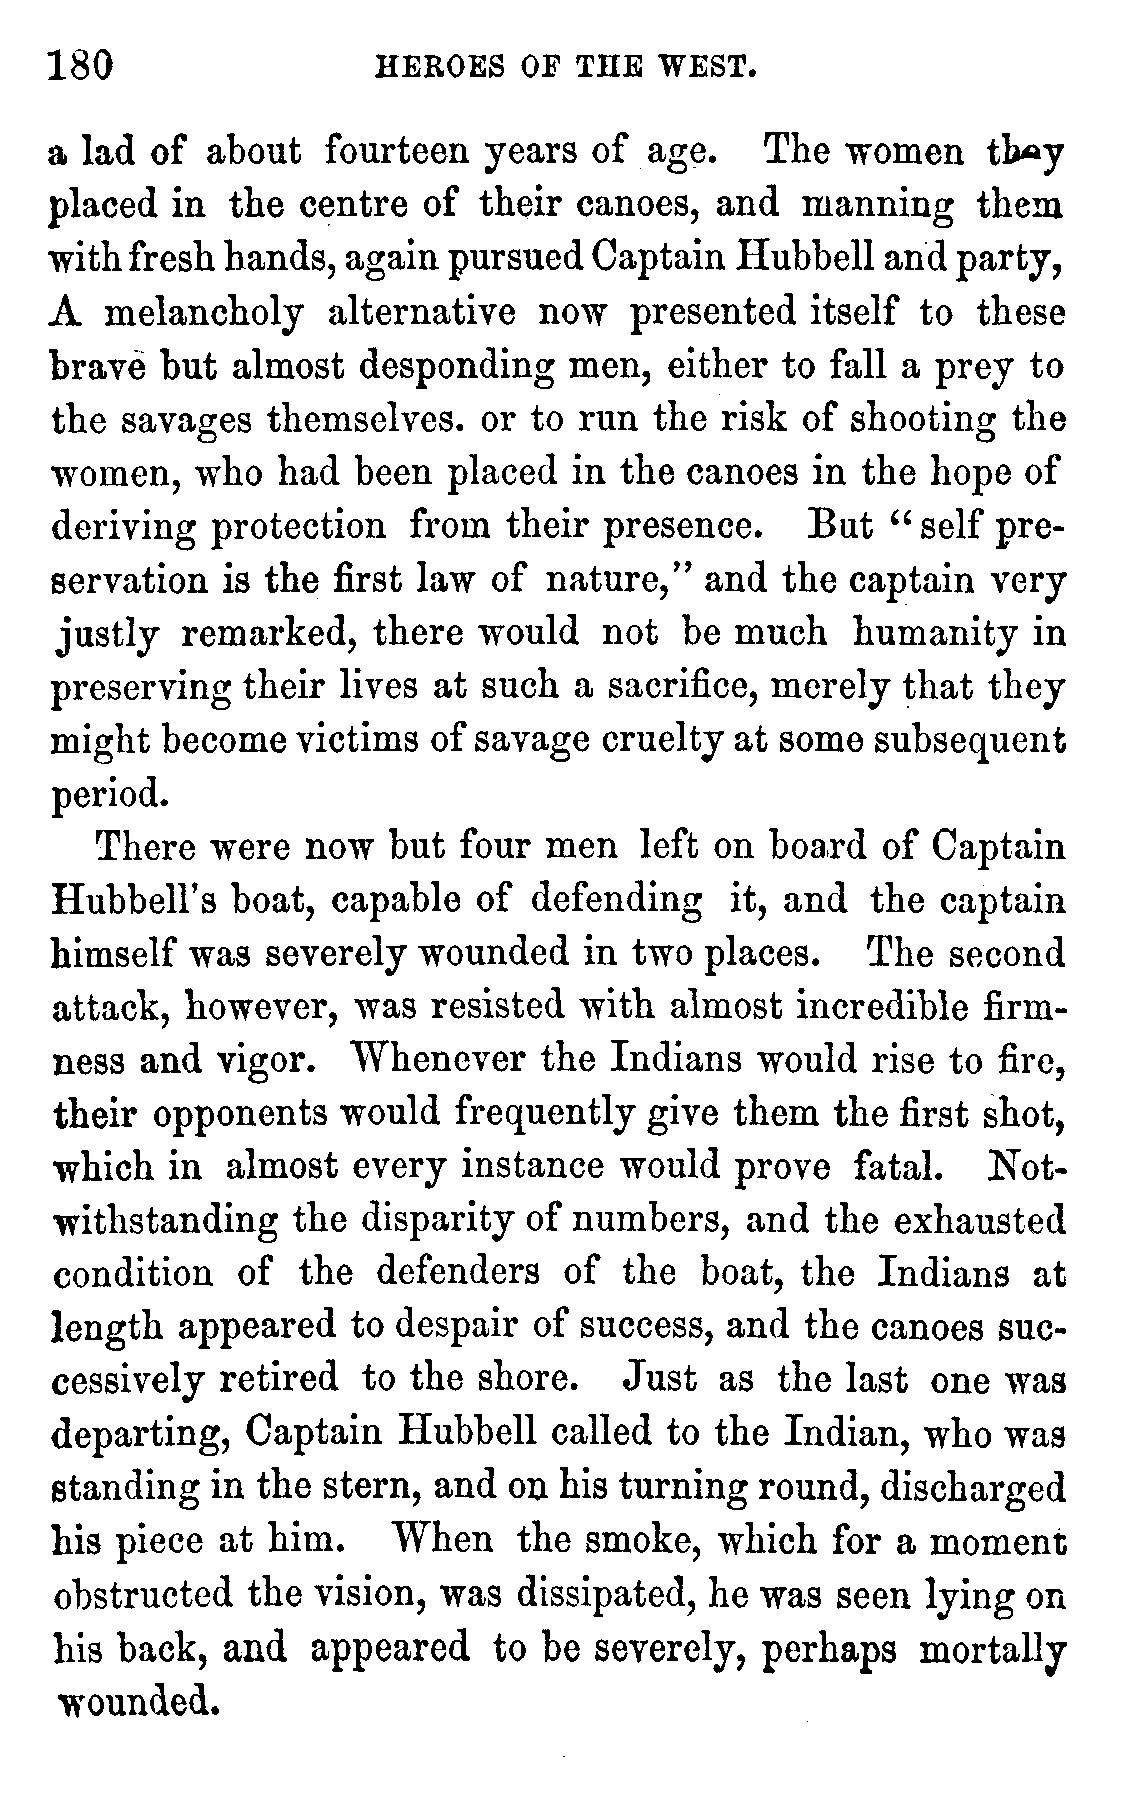 180 HEROES OF THE WEST.
a lad of about fourteen years of age. The women they
placed in the centre of their canoes, and manning them
with fresh hands, again pursued Captain Hubbell and party,
A melancholy alternative now presented itself to these
brave but almost desponding men, either to fall a prey to
the savages themselves. or to run the risk of shooting the
women, who had been placed in the canoes in the hope of
deriving protection from their presence. But “self pre-
servation is the first law of nature,” and the captain very
justly remarked, there would not be much humanity in
preserving their lives at such a sacrifice, merely that they
might become victims of savage cruelty at some subsequent
period.
There were now but four men left on board of Captain
Hubbell's boat, capable of defending it, and the captain
himself was severely wounded in two places. The second
attack, however, was resisted with almost incredible firm-
ness and vigor. Whenever the Indians would rise to fire,
their opponents would frequently give them the first shot,
which in almost every instance would prove fatal. Not-
withstanding the disparity of numbers, and the exhausted
condition of the defenders of the boat, the Indians at
length appeared to despair of success, and the canoes suc-
cessively retired to the shore. Just as the last one was
departing, Captain Hubbell called to the Indian, who was
standing in the stern, and on his turning round, discharged
his piece at him. When the smoke, which for a moment
obstructed the vision, was dissipated, he was seen lying on
his back, and appeared to be severely, perhaps mortally
wounded.